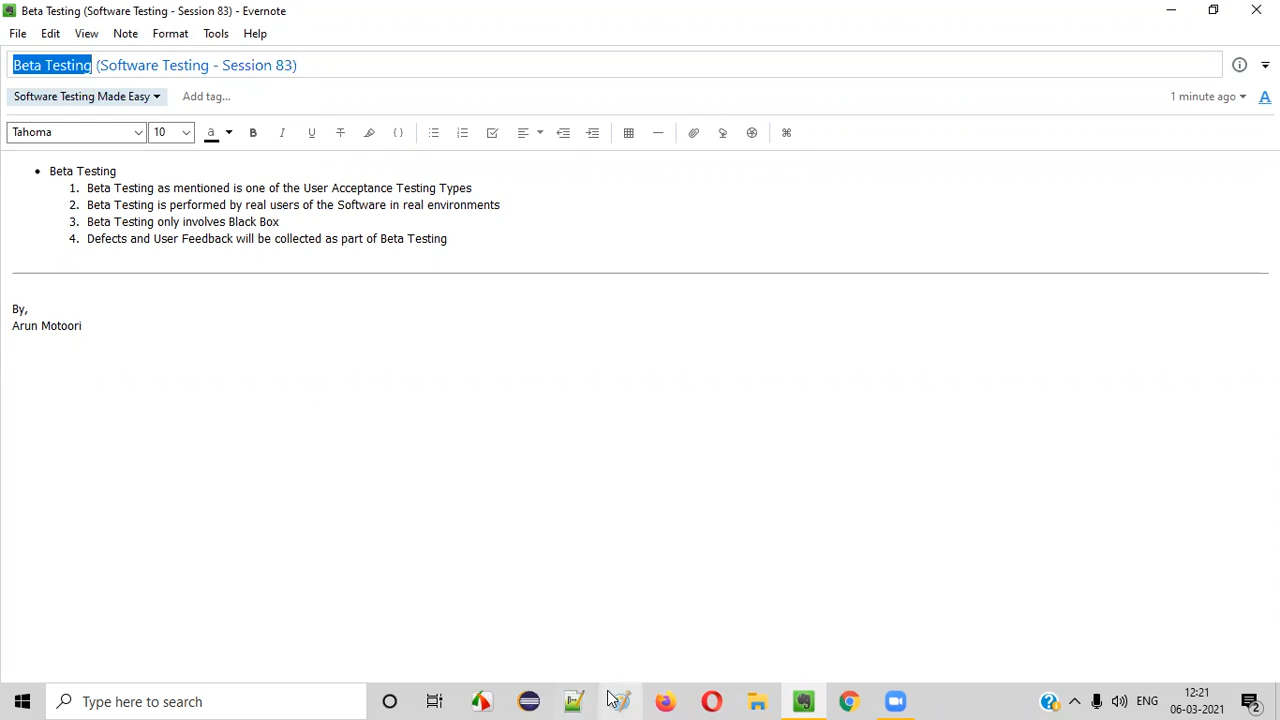 Beta Testing (Software Testing - Session 83) - Evernote
File Edit View Note Format Tools Help
Beta Testing (Software Testing - Session 83)
Software Testing Made Easy Add tag... 1 minute ago A
Tahoma 10 a B I U T { }
• Beta Testing
1. Beta Testing as mentioned is one of the User Acceptance Testing Types
2. Beta Testing is performed by real users of the Software in real environments
3. Beta Testing only involves Black Box
4. Defects and User Feedback will be collected as part of Beta Testing
By,
Arun Motoori
Type here to search ENG 12:21
06-03-2021 2